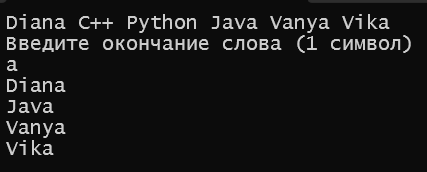 Diana C++ Python Java Vanya Vika
Введите окончание слова (1 символ)
a
Diana
Java
Vanya
Vika